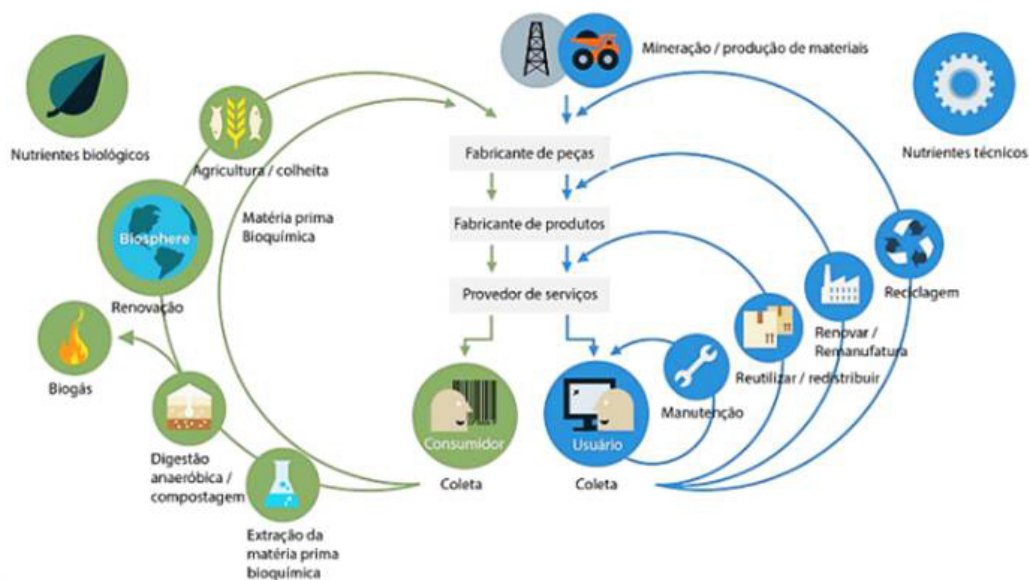 Mineração / produção de materiais
Nutrientes biológicos
Nutrientes técnicos
Agricultura / colheita
Fabricante de peças
Matéria prima
Bioquímica
Fabricante de produtos
Biosphere
Renovação
Provedor de serviços
Reciclagem
Renovar /
Remanufatura
Reutilizar / redistribuir
Biogás
Manutenção
Consumidor
Usuário
Coleta
Coleta
Digestão
anaeróbica /
compostagem
Extração da
matéria prima
bioquímica